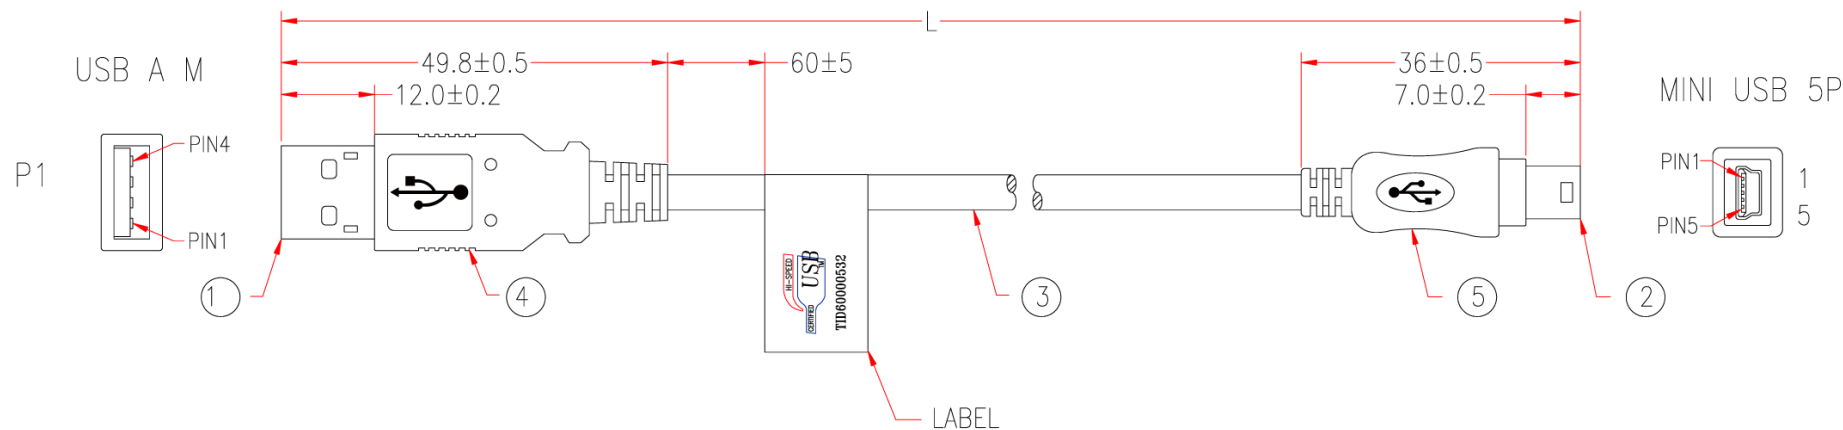 L
49.8±0.5
60±5
36±0.5
USB A M
12.0±0.2
7.0±0.2
MINI USB 5P
PIN4
P1
PIN1
PIN1
1
PIN5
5
HI-SPEED
USB
TM
CERTIFIED
TID60000532
1
4
3
5
2
LABEL